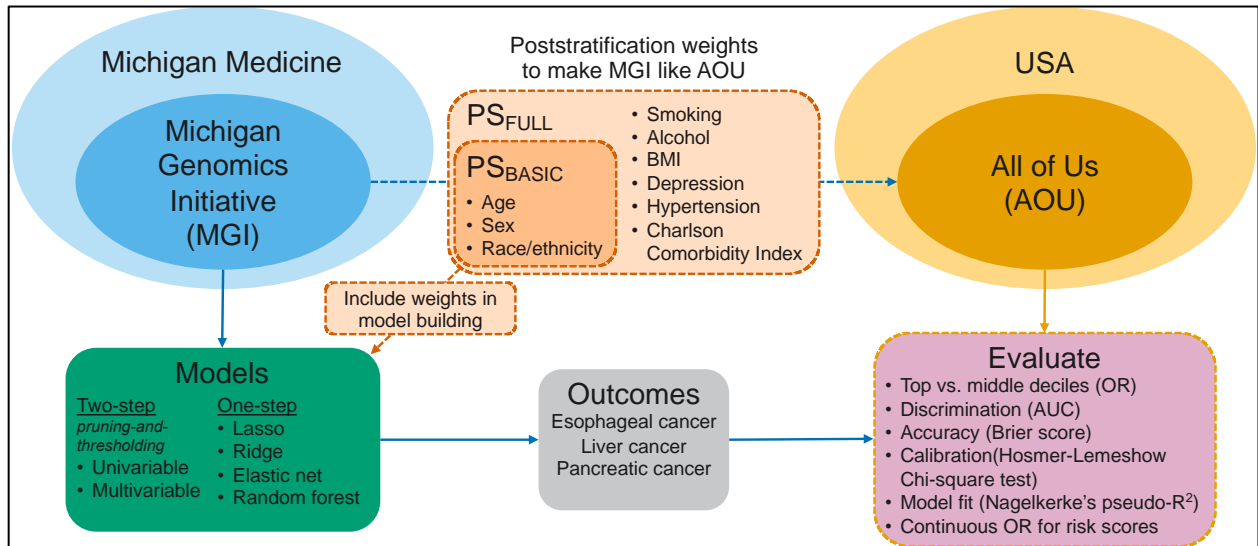 Michigan Medicine
Michigan
Genomics
Initiative
(MGI)
Poststratification weights
to make MGI like AOU
PSFULL
PSBASIC
• Age
• Sex
• Race/ethnicity
• Smoking
• Alcohol
• BMI
• Depression
• Hypertension
• Charlson
Comorbidity Index
USA
All of Us
(AOU)
Include weights in
model building
Models
Two-step
pruning-and-
thresholding
• Univariable
• Multivariable
One-step
• Lasso
• Ridge
• Elastic net
• Random forest
Outcomes
Esophageal cancer
Liver cancer
Pancreatic cancer
Evaluate
• Top vs. middle deciles (OR)
• Discrimination (AUC)
• Accuracy (Brier score)
• Calibration(Hosmer-Lemeshow
Chi-square test)
• Model fit (Nagelkerke's pseudo-R²)
• Continuous OR for risk scores